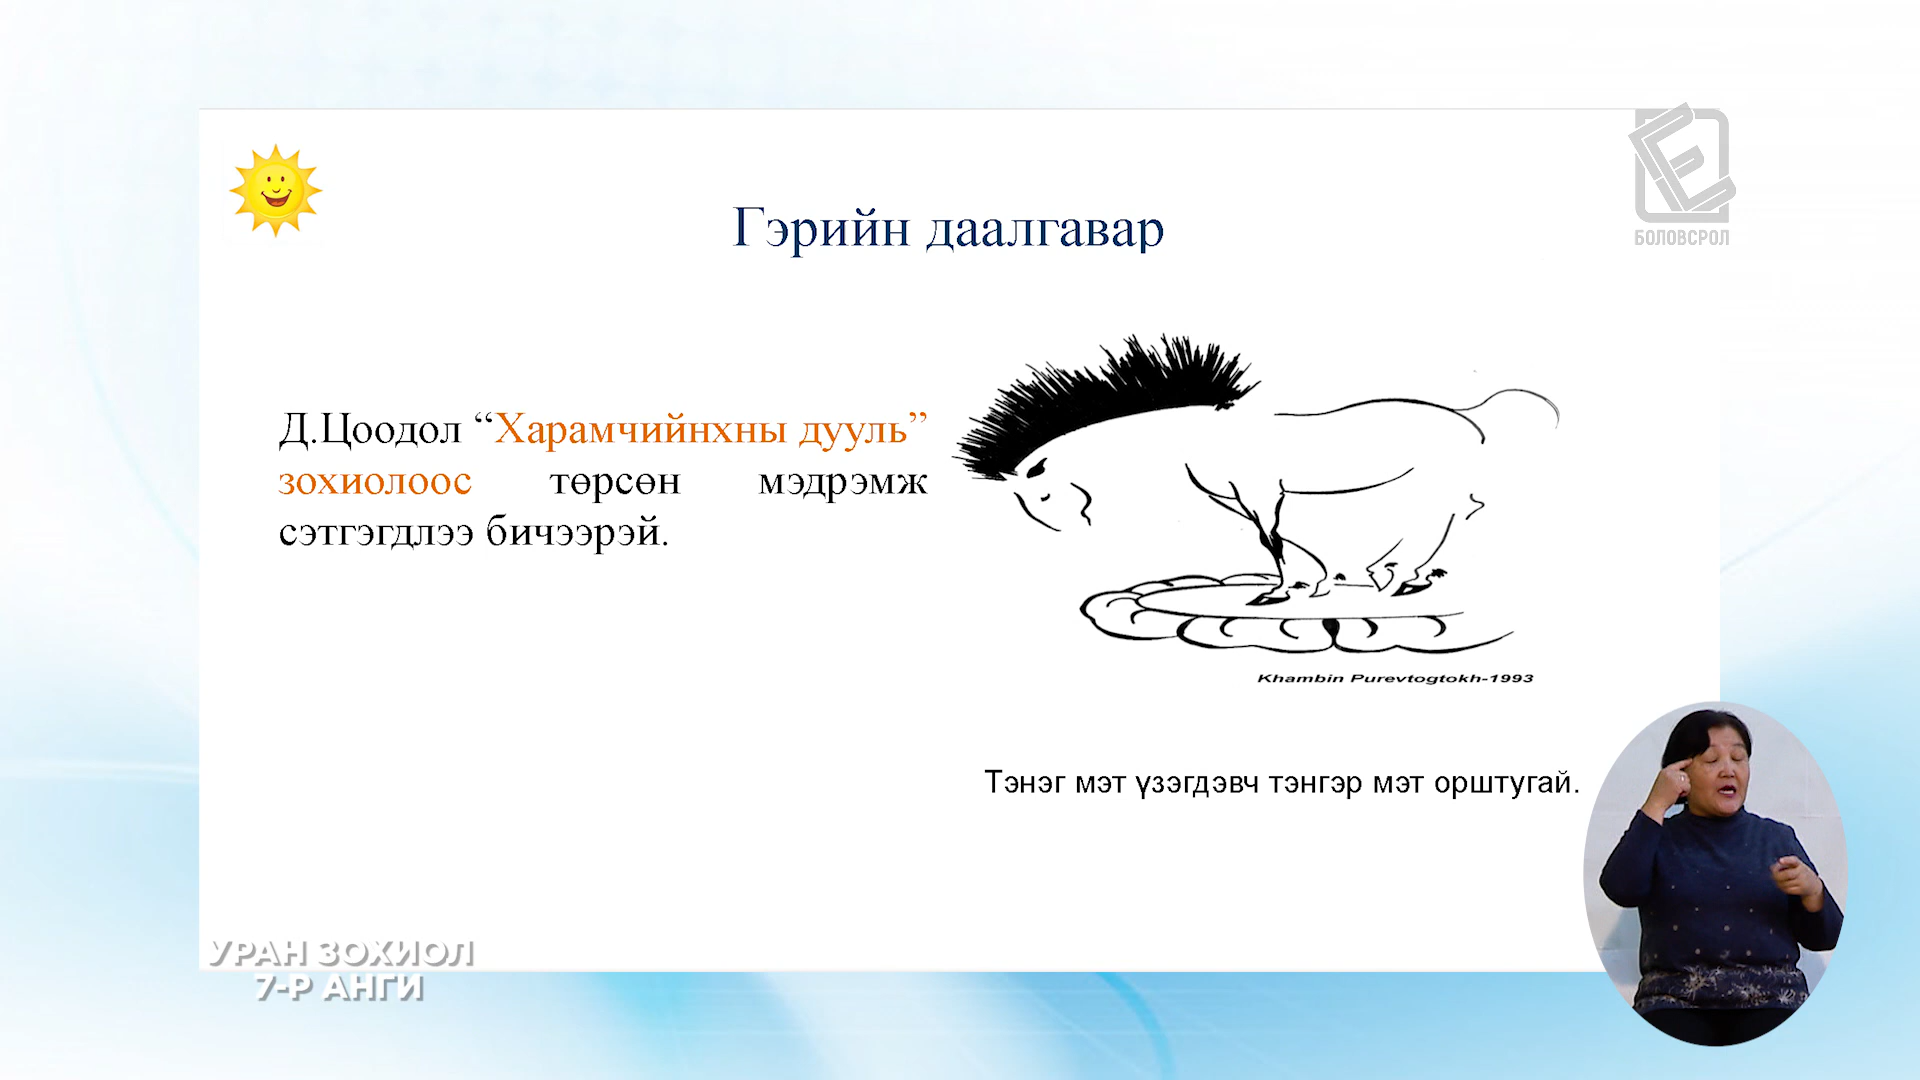 Гэрийн даалгавар
БОЛОВСРОЛ
Д.Цоодол “Харамчийнхны дууль”
зохиолоос төрсөн мэдрэмж
сэтгэгдлээ бичээрэй.
Khambin Purevtogtokh-1993
Тэнэг мэт үзэгдэвч тэнгэр мэт орштугай.
УРАН ЗОХИОЛ
7-Р АНГИ